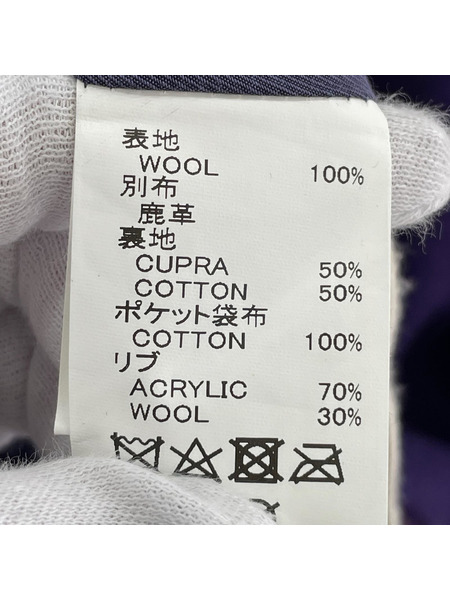 表地
WOOL 100%
別布
鹿革
裏地
CUPRA 50%
COTTON 50%
ポケット袋布
COTTON 100%
リブ
ACRYLIC 70%
WOOL 30%